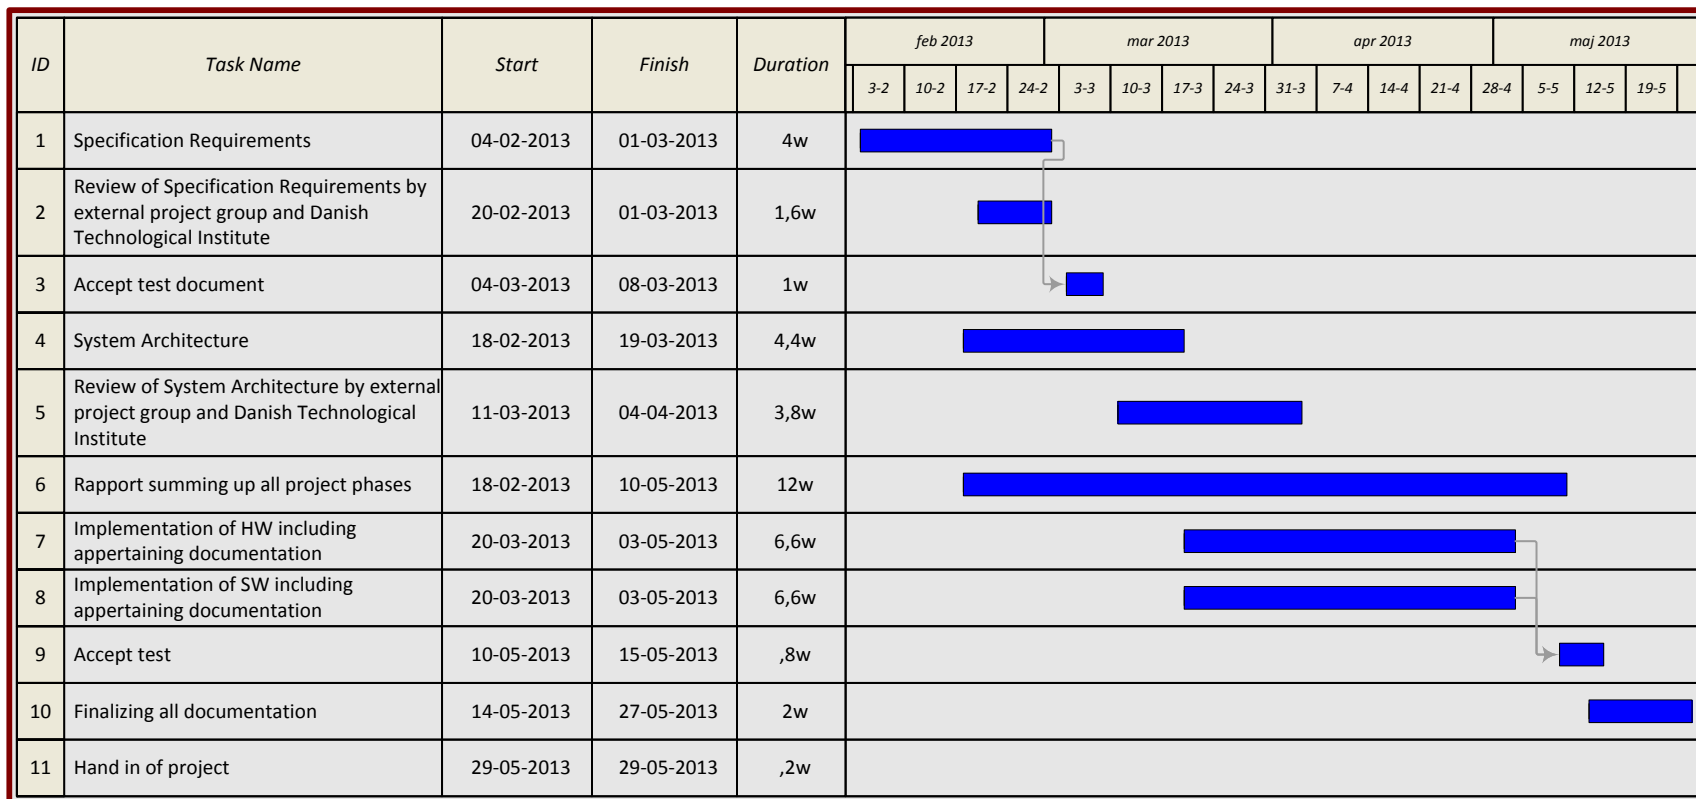 ID Task Name Start Finish Duration feb 2013 mar 2013 apr 2013 maj 2013
3-2 10-2 17-2 24-2 3-3 10-3 17-3 24-3 31-3 7-4 14-4 21-4 28-4 5-5 12-5 19-5
1 Specification Requirements 04-02-2013 01-03-2013 4w
Review of Specification Requirements by
2 external project group and Danish 20-02-2013 01-03-2013 1,6w
Technological Institute
3 Accept test document 04-03-2013 08-03-2013 1w
4 System Architecture 18-02-2013 19-03-2013 4,4w
Review of System Architecture by external
5 project group and Danish Technological 11-03-2013 04-04-2013 3,8w
Institute
6 Rapport summing up all project phases 18-02-2013 10-05-2013 12w
7 Implementation of HW including 20-03-2013 03-05-2013 6,6w
appertaining documentation
8 Implementation of SW including 20-03-2013 03-05-2013 6,6w
appertaining documentation
9 Accept test 10-05-2013 15-05-2013 ,8w
10 Finalizing all documentation 14-05-2013 27-05-2013 2w
11 Hand in of project 29-05-2013 29-05-2013 ,2w